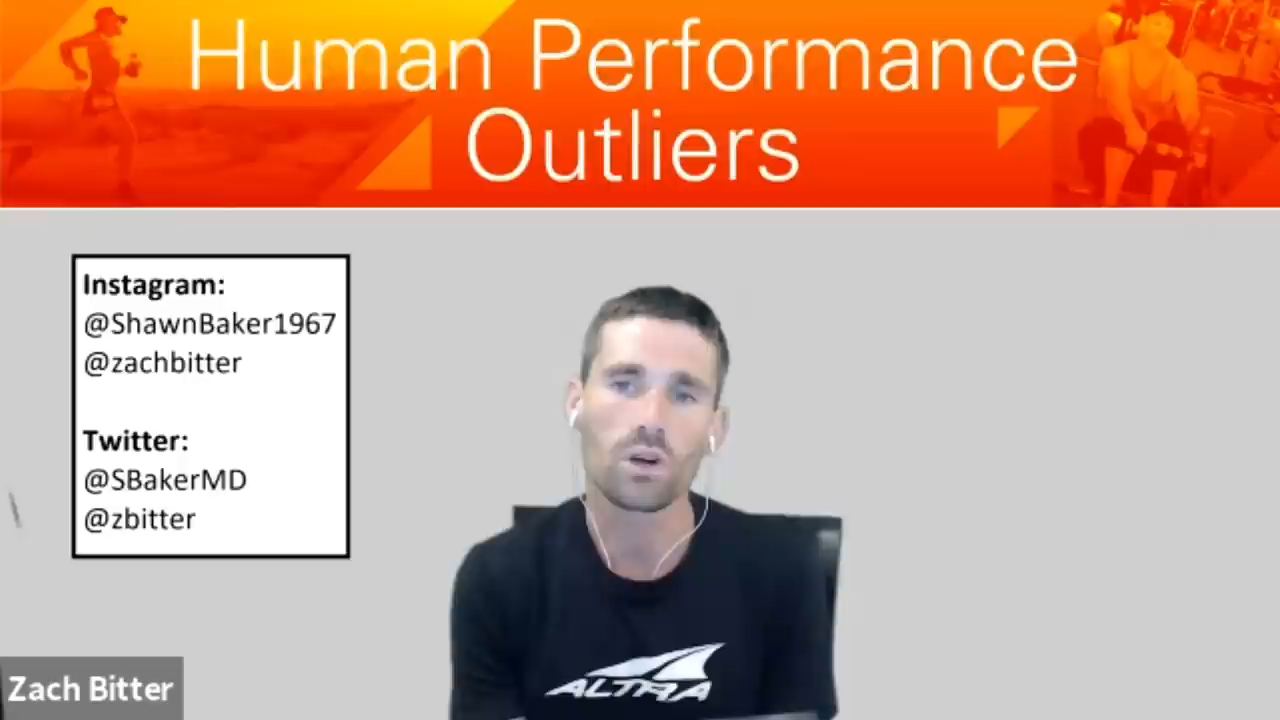 Human Performance
Outliers
Instagram:
@ShawnBaker1967
@zachbitter
Twitter:
@SBakerMD
@zbitter
ALTRA
Zach Bitter